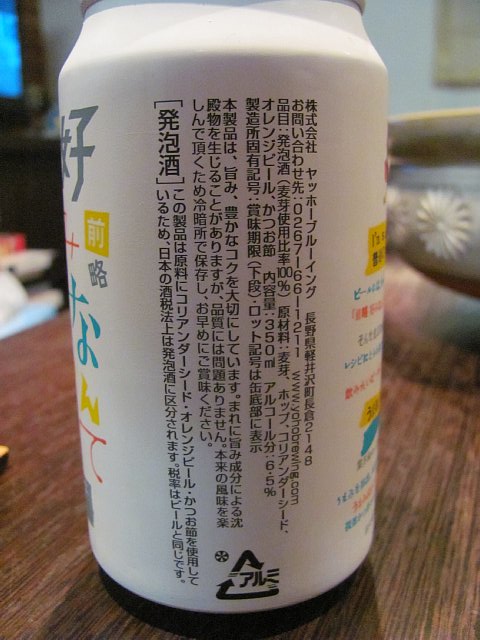 株式会社 ヤッホーブルーイング 長野県軽井沢町長倉2148
お問い合わせ先:0267-66-1211 www.yohobrewing.com
品目:発泡酒(麦芽使用比率100%) 原材料:麦芽、ホップ、コリアンダーシード、
オレンジピール、かつお節 内容量:350ml アルコール分:6.5%
製造所固有記号:賞味期限(下段)・ロット記号は缶底部に表示
本製品は、旨み、豊かなコクを大切にしています。まれに旨み成分による沈
殿物を生じることがありますが、品質には問題ありません。本来の風味を楽
しんで頂くため冷暗所で保存し、お早めにご賞味ください。
[発泡酒] この製品は原料にコリアンダーシード・オレンジピール・かつお節を使用して
いるため、日本の酒税法上は発泡酒に区分されます。税率はビールと同じです。
アルミ
前略
好
なんて